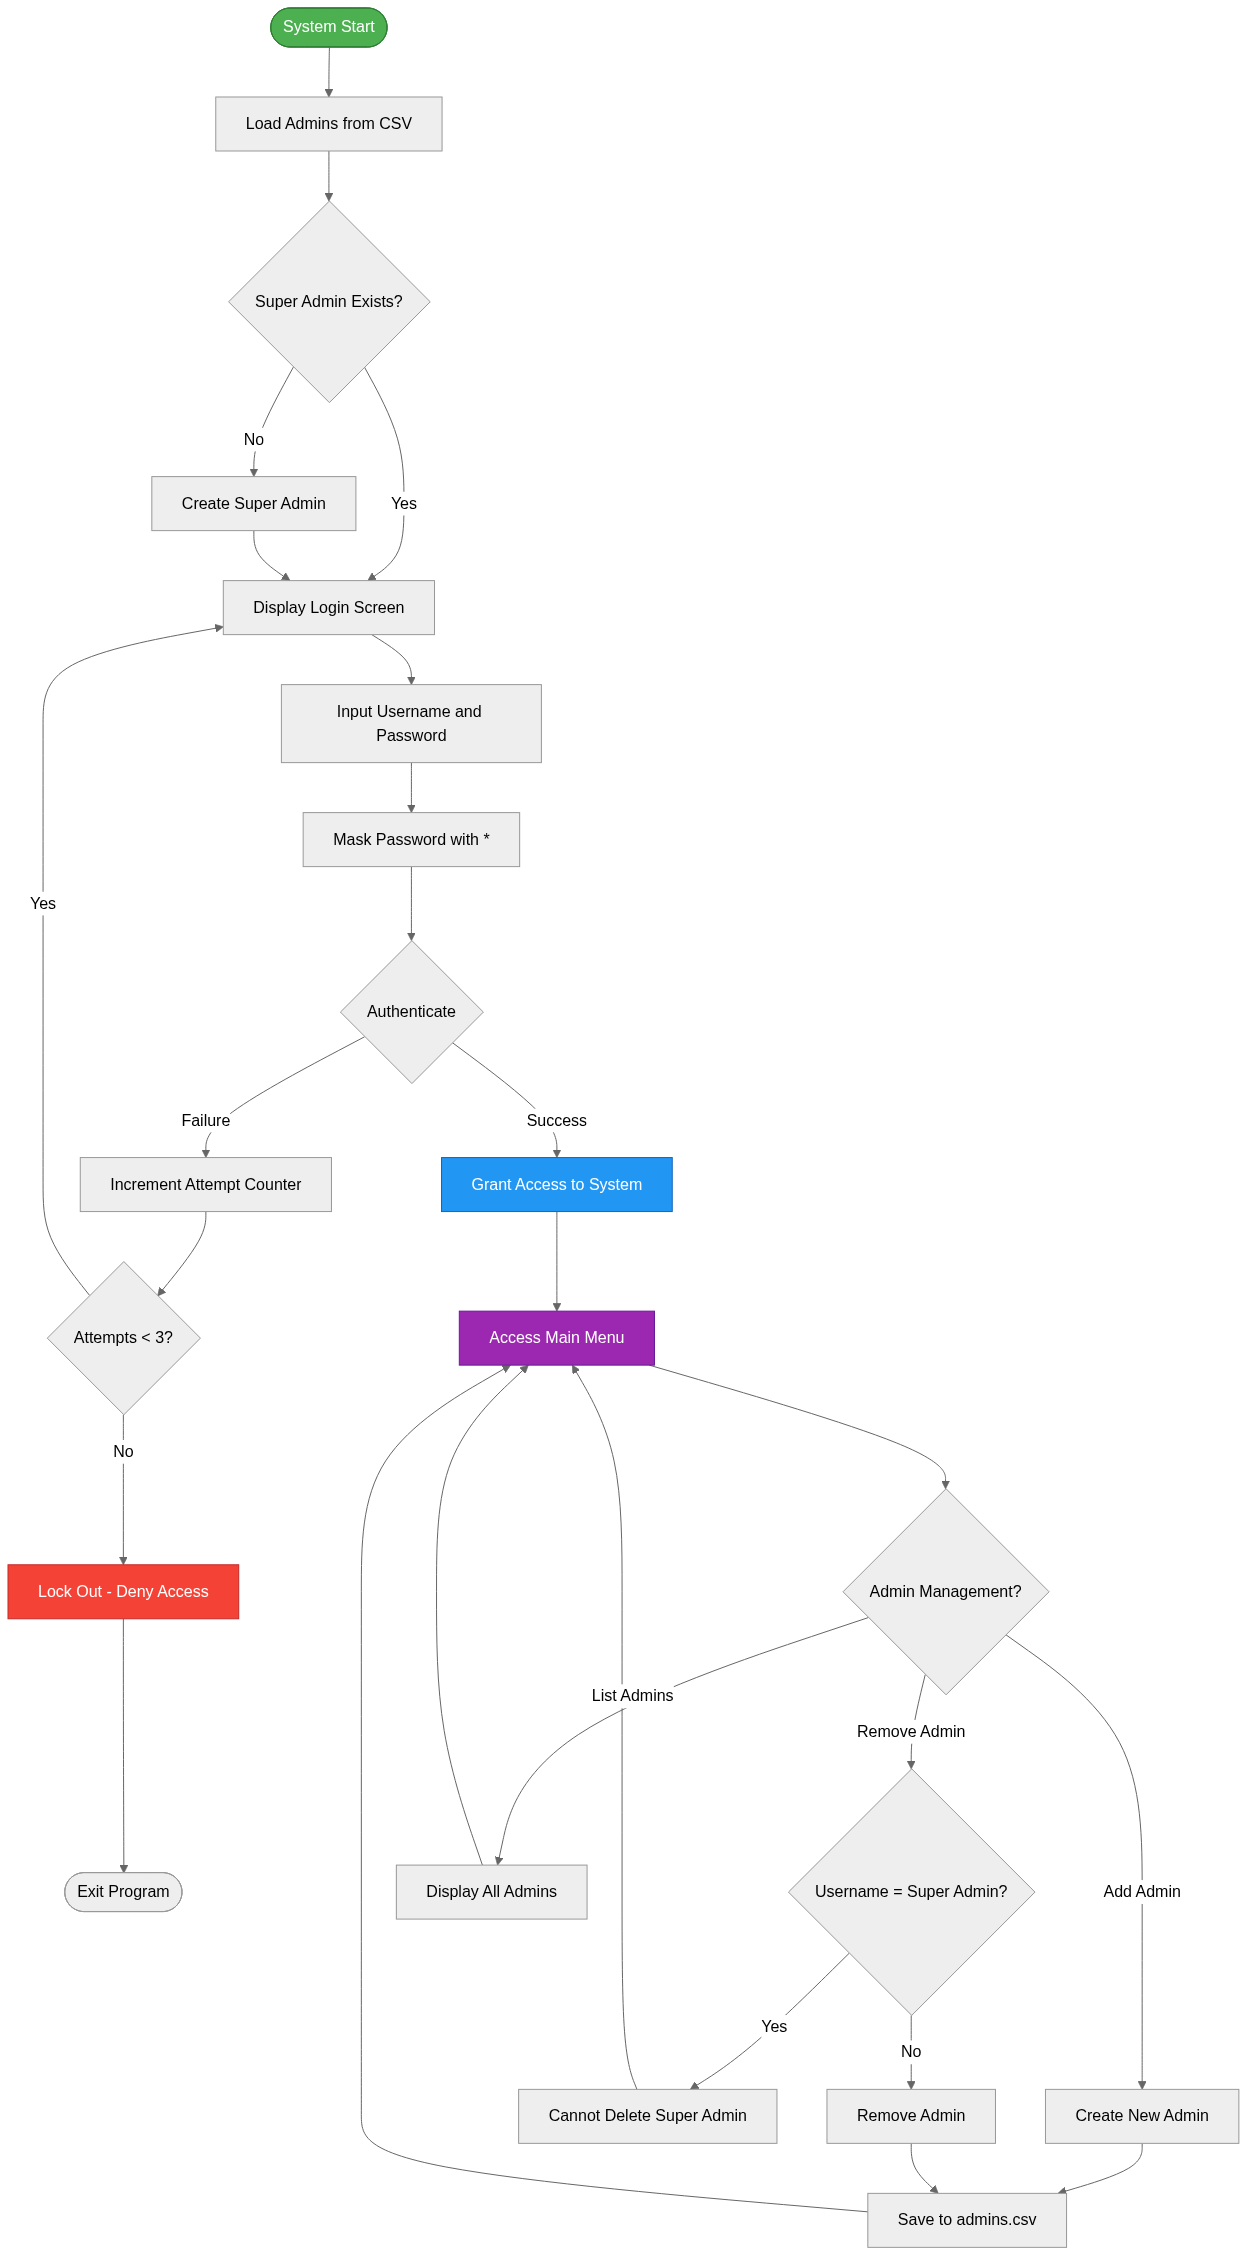 System Start
Load Admins from CSV
Super Admin Exists?
No
Create Super Admin
Yes
Display Login Screen
Input Username and
Password
Mask Password with *
Yes
Authenticate
Failure
Success
Increment Attempt Counter
Grant Access to System
Attempts < 3?
Access Main Menu
No
Lock Out - Deny Access
Admin Management?
List Admins
Remove Admin
Exit Program
Display All Admins
Username = Super Admin?
Add Admin
Yes
No
Cannot Delete Super Admin
Remove Admin
Create New Admin
Save to admins.csv